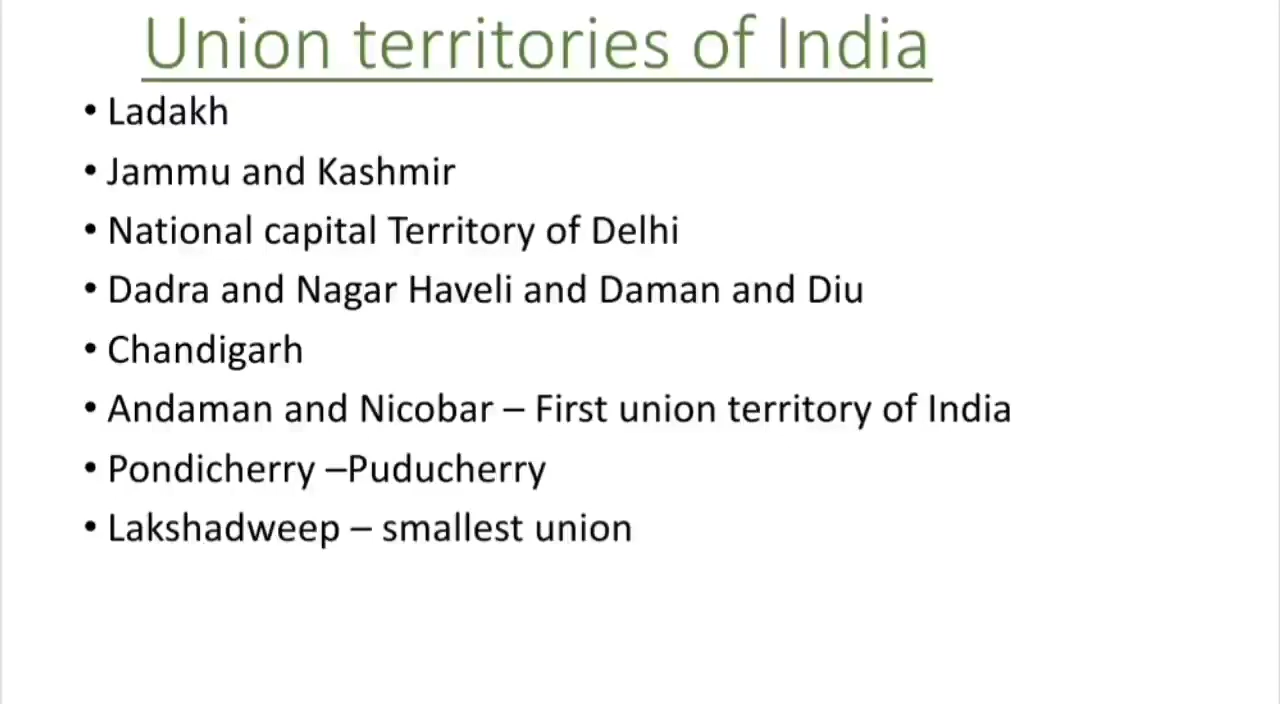 Union territories of India
• Ladakh
• Jammu and Kashmir
• National capital Territory of Delhi
• Dadra and Nagar Haveli and Daman and Diu
• Chandigarh
• Andaman and Nicobar – First union territory of India
• Pondicherry –Puducherry
• Lakshadweep – smallest union